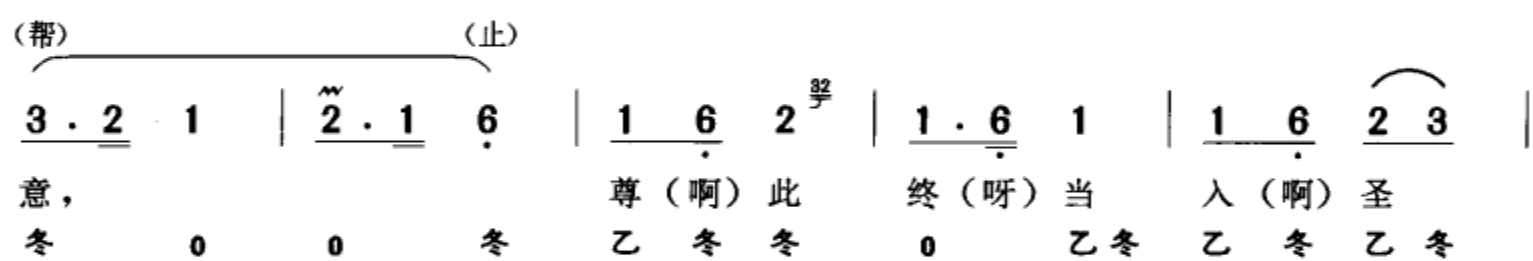 （帮） （止）
3 . 2 1 | 2 . 1 6 | 1 6 2 32 | 1 . 6 1 | 1 6 2 3 |
意， 尊（啊）此 终（呀）当 入（啊）圣
冬 0 0 冬 乙 冬 冬 0 乙 冬 乙 冬 乙 冬